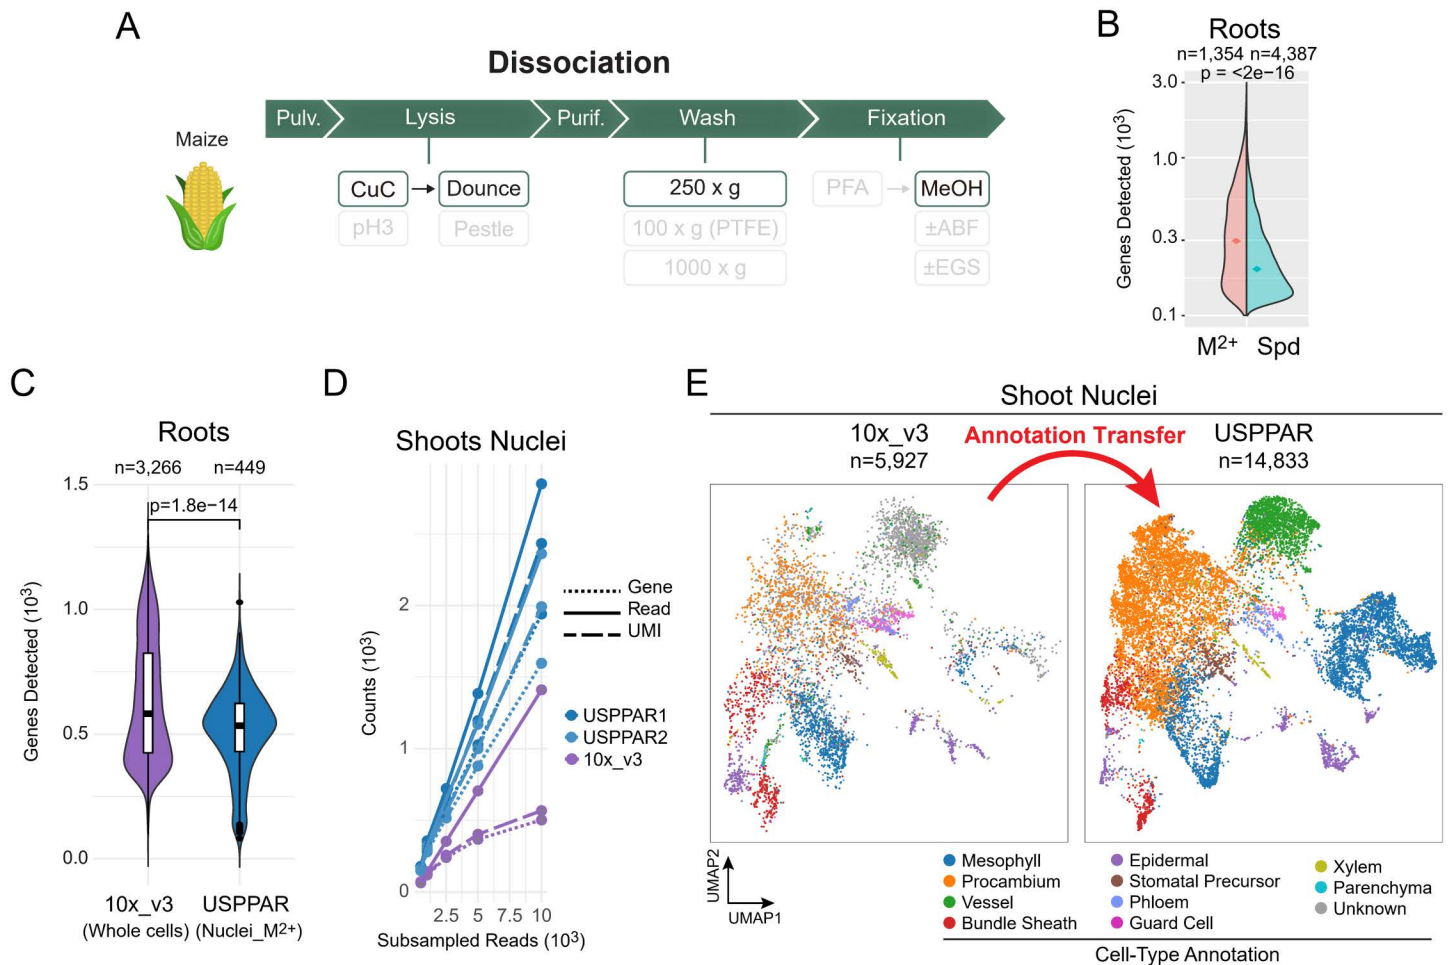 A
Dissociation
Maize
Pulv. Lysis Purif. Wash Fixation
CuC Dounce 250 x g PFA MeOH
pH3 Pestle 100 x g (PTFE) ±ABF
1000 x g ±EGS
B
Roots
n=1,354 n=4,387
p = <2e−16
Genes Detected (10³)
3.0
1.0
0.3
0.1
M²⁺ Spd
C
Roots
n=3,266 n=449
p=1.8e−14
Genes Detected (10³)
1.5
1.0
0.5
0.0
10x_v3 USPPAR
(Whole cells) (Nuclei_M²⁺)
D
Shoots Nuclei
Counts (10³)
2
1
0
2.5 5 7.5 10
Subsampled Reads (10³)
Gene
Read
UMI
USPPAR1
USPPAR2
10x_v3
E
Shoot Nuclei
10x_v3 Annotation Transfer USPPAR
n=5,927 n=14,833
UMAP2
UMAP1
Mesophyll
Procambium
Vessel
Bundle Sheath
Epidermal
Stomatal Precursor
Phloem
Guard Cell
Xylem
Parenchyma
Unknown
Cell-Type Annotation